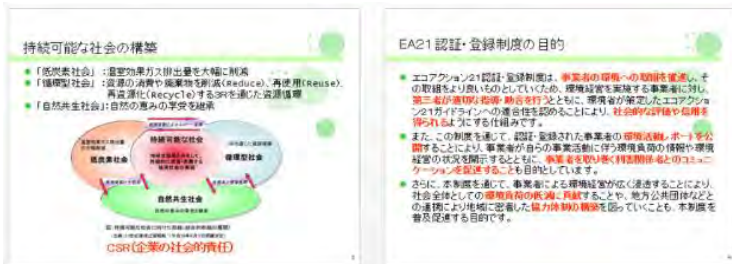 持続可能な社会の構築
●「低炭素社会」:温室効果ガス排出量を大幅に削減
●「循環型社会」:資源の消費や廃棄物を削減(Reduce)、再使用(Reuse)、
再資源化(Recycle)する3Rを通じた資源循環
●「自然共生社会」:自然の恵みの享受を継承
持続可能な社会
低炭素社会
循環型社会
自然共生社会
CSR(企業の社会的責任)
EA21認証・登録制度の目的
● エコアクション21認証・登録制度は、事業者の環境への取組を促進し、そ
の取組をより良いものとしていくため、環境経営を実施する事業者に対し、
第三者が適切な指導・助言を行うとともに、環境省が策定したエコアクショ
ン21ガイドラインへの適合性を認めることにより、社会的な評価や信用を
得られるようにする仕組みです。
● また、この制度を通じて、認証・登録された事業者の環境活動レポートを公
開することにより、事業者が自らの事業活動に伴う環境負荷の情報や環境
経営の状況を開示するとともに、事業者を取り巻く利害関係者とのコミュニ
ケーションを促進することも目的としています。
● さらに、本制度を通じて、事業者による環境経営が広く浸透することにより、
社会全体としての環境負荷の低減に貢献することや、地方公共団体などと
の連携により地域に密着した協力体制の構築を図っていくことも、本制度を
普及促進する目的です。